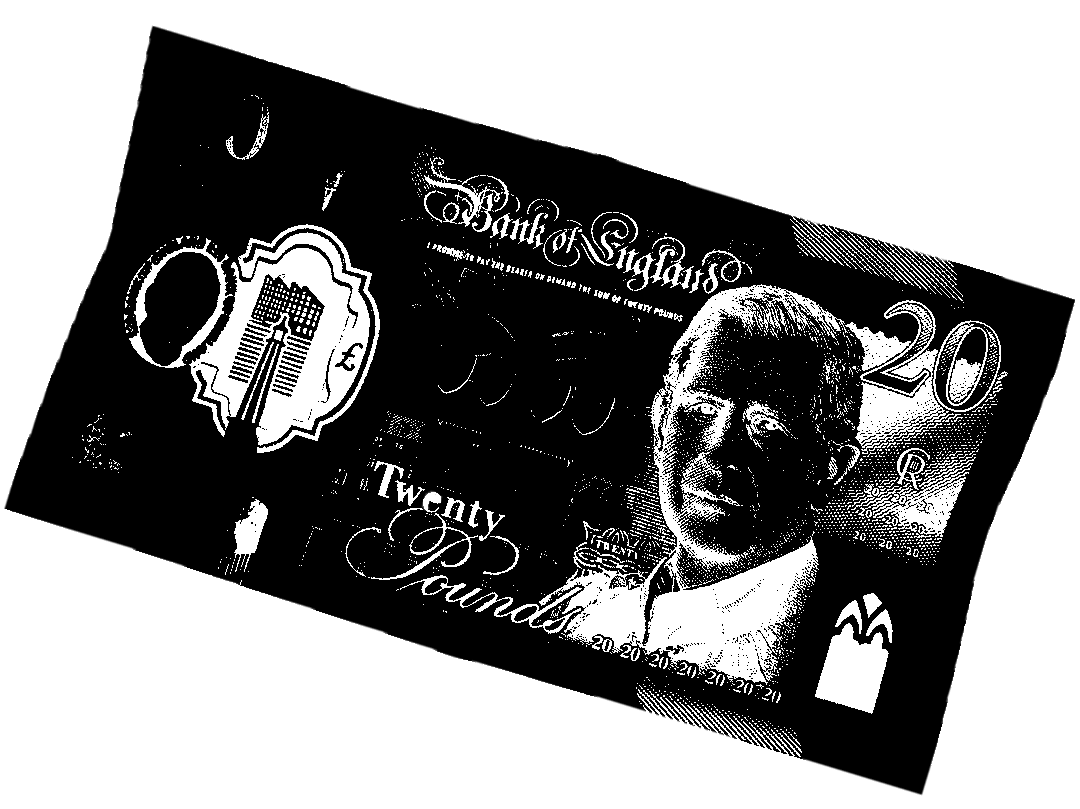 Bank of England
I PROMISE TO PAY THE BEARER ON DEMAND THE SUM OF TWENTY POUNDS
20
£
Twenty
Pounds
TWENTY
20 20 20 20 20 20 20